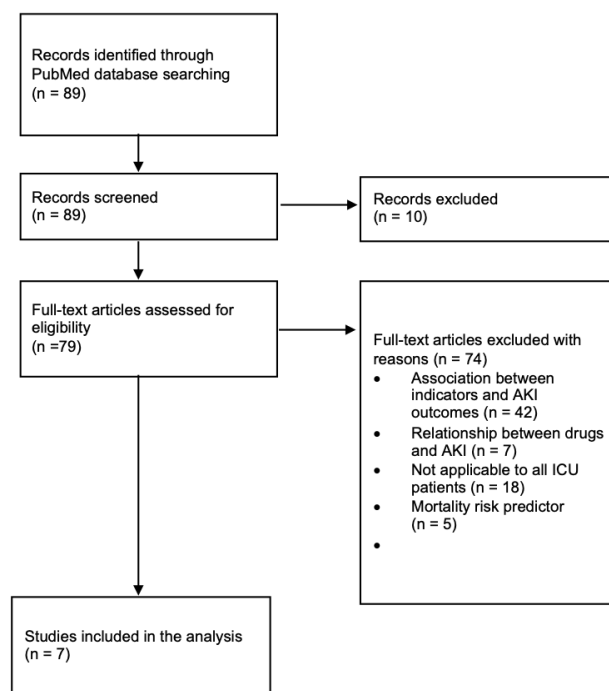 Records identified through
PubMed database searching
(n = 89)
Records screened
(n = 89)
Records excluded
(n = 10)
Full-text articles assessed for
eligibility
(n =79)
Full-text articles excluded with
reasons (n = 74)
• Association between
indicators and AKI
outcomes (n = 42)
• Relationship between drugs
and AKI (n = 7)
• Not applicable to all ICU
patients (n = 18)
• Mortality risk predictor
(n = 5)
•
Studies included in the analysis
(n = 7)